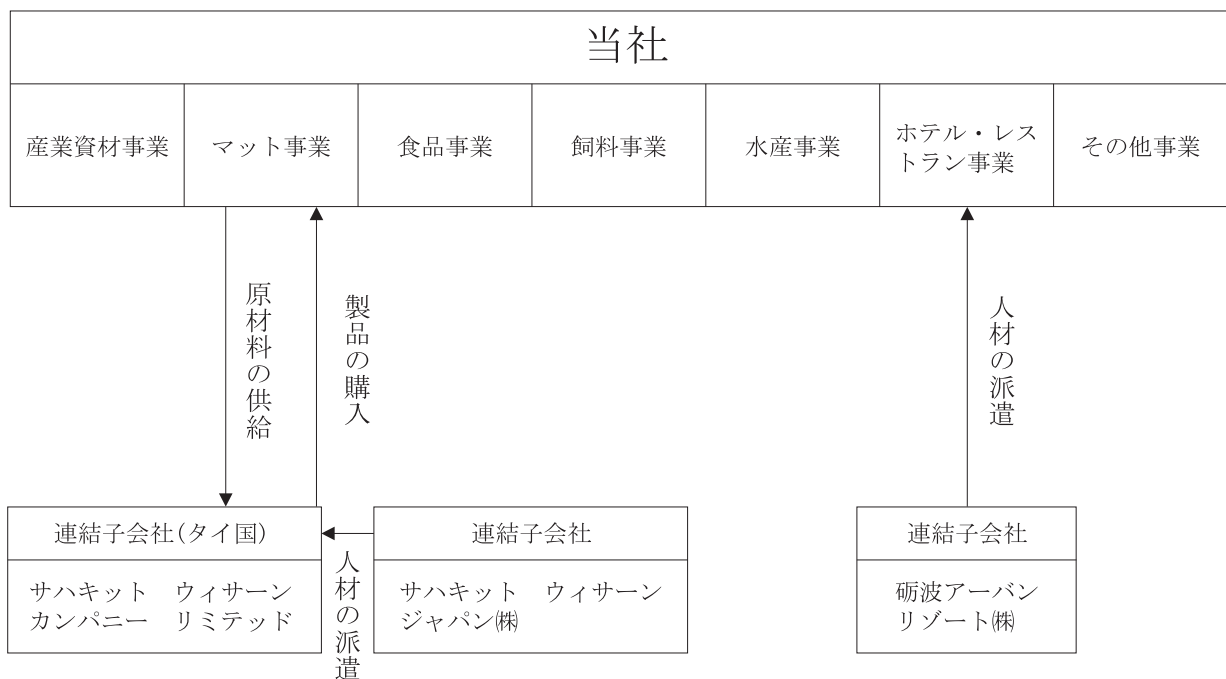 当社
産業資材事業
マット事業
食品事業
飼料事業
水産事業
ホテル・レス
トラン事業
その他事業
原材料の供給
製品の購入
人材の派遣
連結子会社(タイ国)
サハキット　ウィサーン
カンパニー　リミテッド
人材の派遣
連結子会社
サハキット　ウィサーン
ジャパン㈱
連結子会社
砺波アーバン
リゾート㈱